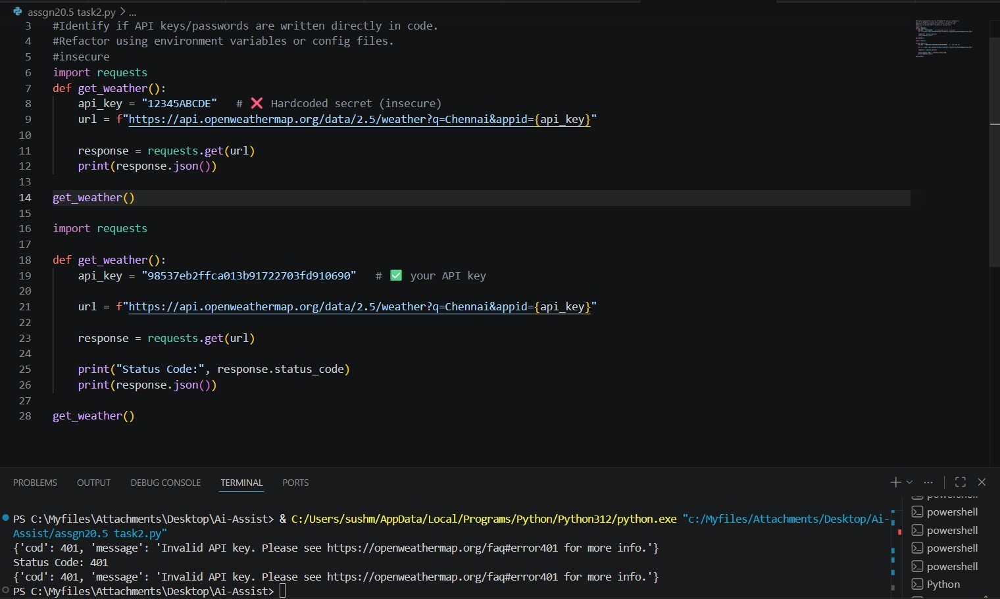 assgn20.5 task2.py > ...
3 #Identify if API keys/passwords are written directly in code.
4 #Refactor using environment variables or config files.
5 #insecure
6 import requests
7 def get_weather():
8 api_key = "12345ABCDE" # ❌ Hardcoded secret (insecure)
9 url = f"https://api.openweathermap.org/data/2.5/weather?q=Chennai&appid={api_key}"
10
11 response = requests.get(url)
12 print(response.json())
13
14 get_weather()
15
16 import requests
17
18 def get_weather():
19 api_key = "98537eb2ffca013b91722703fd910690" # ✅ your API key
20
21 url = f"https://api.openweathermap.org/data/2.5/weather?q=Chennai&appid={api_key}"
22
23 response = requests.get(url)
24
25 print("Status Code:", response.status_code)
26 print(response.json())
27
28 get_weather()
PROBLEMS OUTPUT DEBUG CONSOLE TERMINAL PORTS
PS C:\Myfiles\Attachments\Desktop\Ai-Assist> & C:/Users/sushm/AppData/Local/Programs/Python/Python312/python.exe "c:/Myfiles/Attachments/Desktop/Ai-
Assist/assgn20.5 task2.py"
{'cod': 401, 'message': 'Invalid API key. Please see https://openweathermap.org/faq#error401 for more info.'}
Status Code: 401
{'cod': 401, 'message': 'Invalid API key. Please see https://openweathermap.org/faq#error401 for more info.'}
PS C:\Myfiles\Attachments\Desktop\Ai-Assist>
powershell
powershell
powershell
powershell
powershell
Python